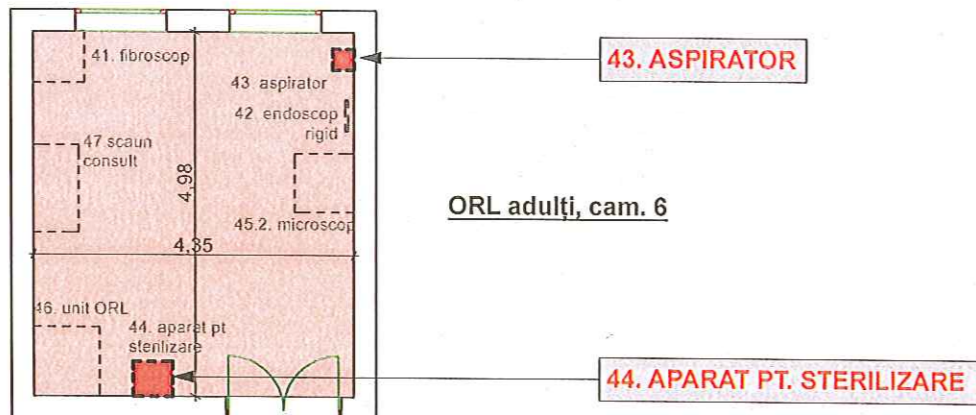 41. fibroscop
43. aspirator
43. ASPIRATOR
42. endoscop
rigid
47 scaun
consult
4,98
45.2. microscop
ORL adulți, cam. 6
4,35
46. unit ORL
44. aparat pt
sterilizare
44. APARAT PT. STERILIZARE